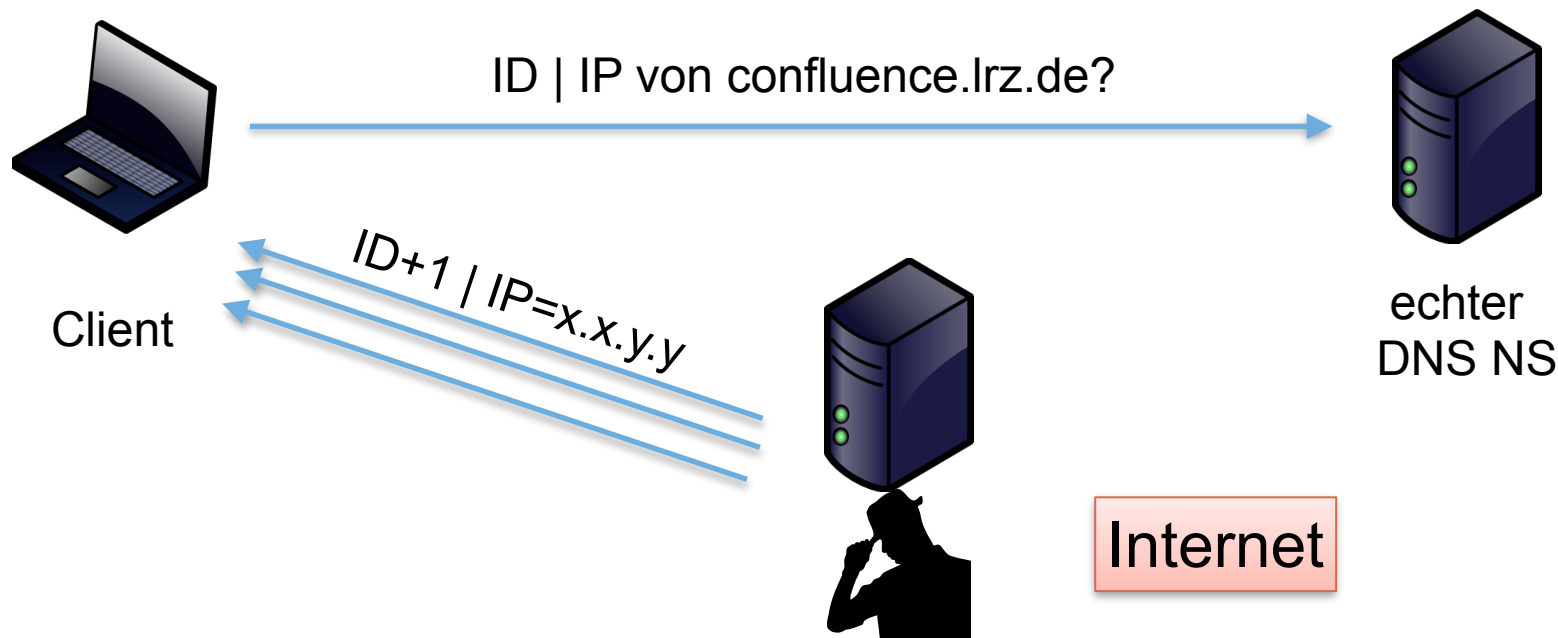 ID | IP von confluence.lrz.de?
ID+1 | IP=x.x.y.y
Client
echter
DNS NS
Internet